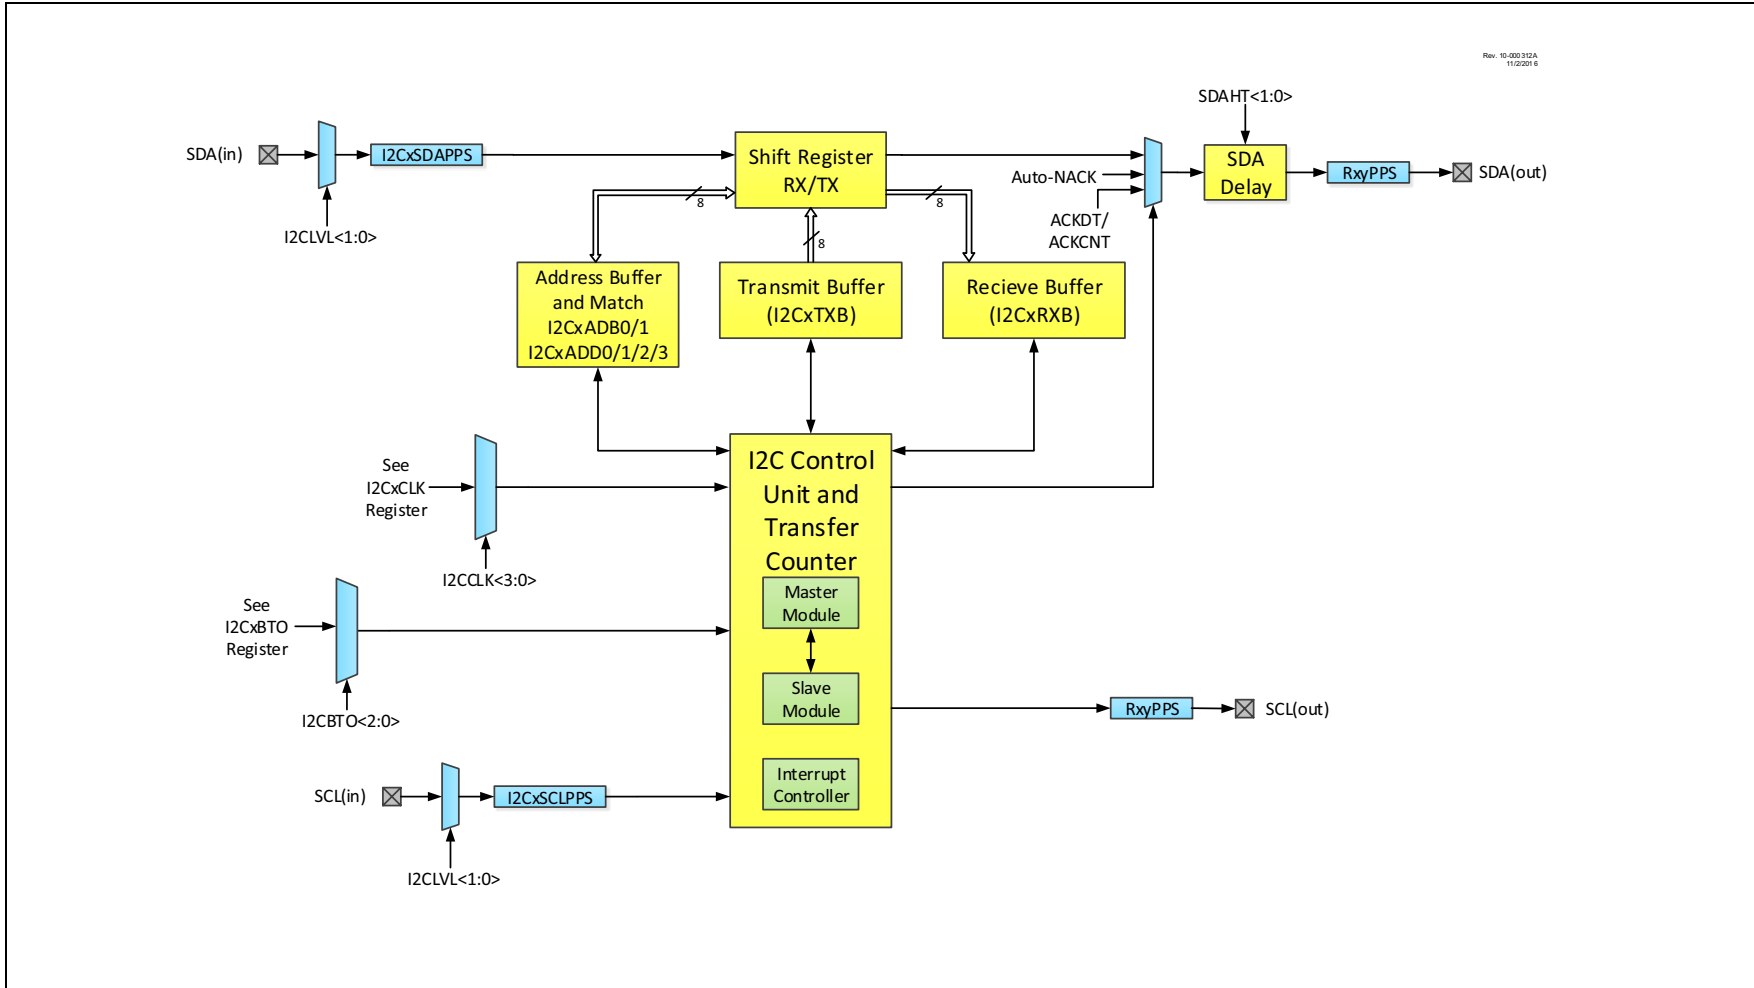 Rev. 10-000312A
11/2/2016
SDAHT<1:0>
SDA(in)
I2CxSDAPPS
Shift Register
RX/TX
Auto-NACK
SDA
Delay
RxyPPS
SDA(out)
8
8
ACKDT/
ACKCNT
I2CLVL<1:0>
8
Address Buffer
and Match
I2CxADB0/1
I2CxADD0/1/2/3
Transmit Buffer
(I2CxTXB)
Recieve Buffer
(I2CxRXB)
I2C Control
Unit and
Transfer
Counter
See
I2CxCLK
Register
I2CCLK<3:0>
Master
Module
See
I2CxBTO
Register
I2CBTO<2:0>
Slave
Module
RxyPPS
SCL(out)
Interrupt
Controller
SCL(in)
I2CxSCLPPS
I2CLVL<1:0>